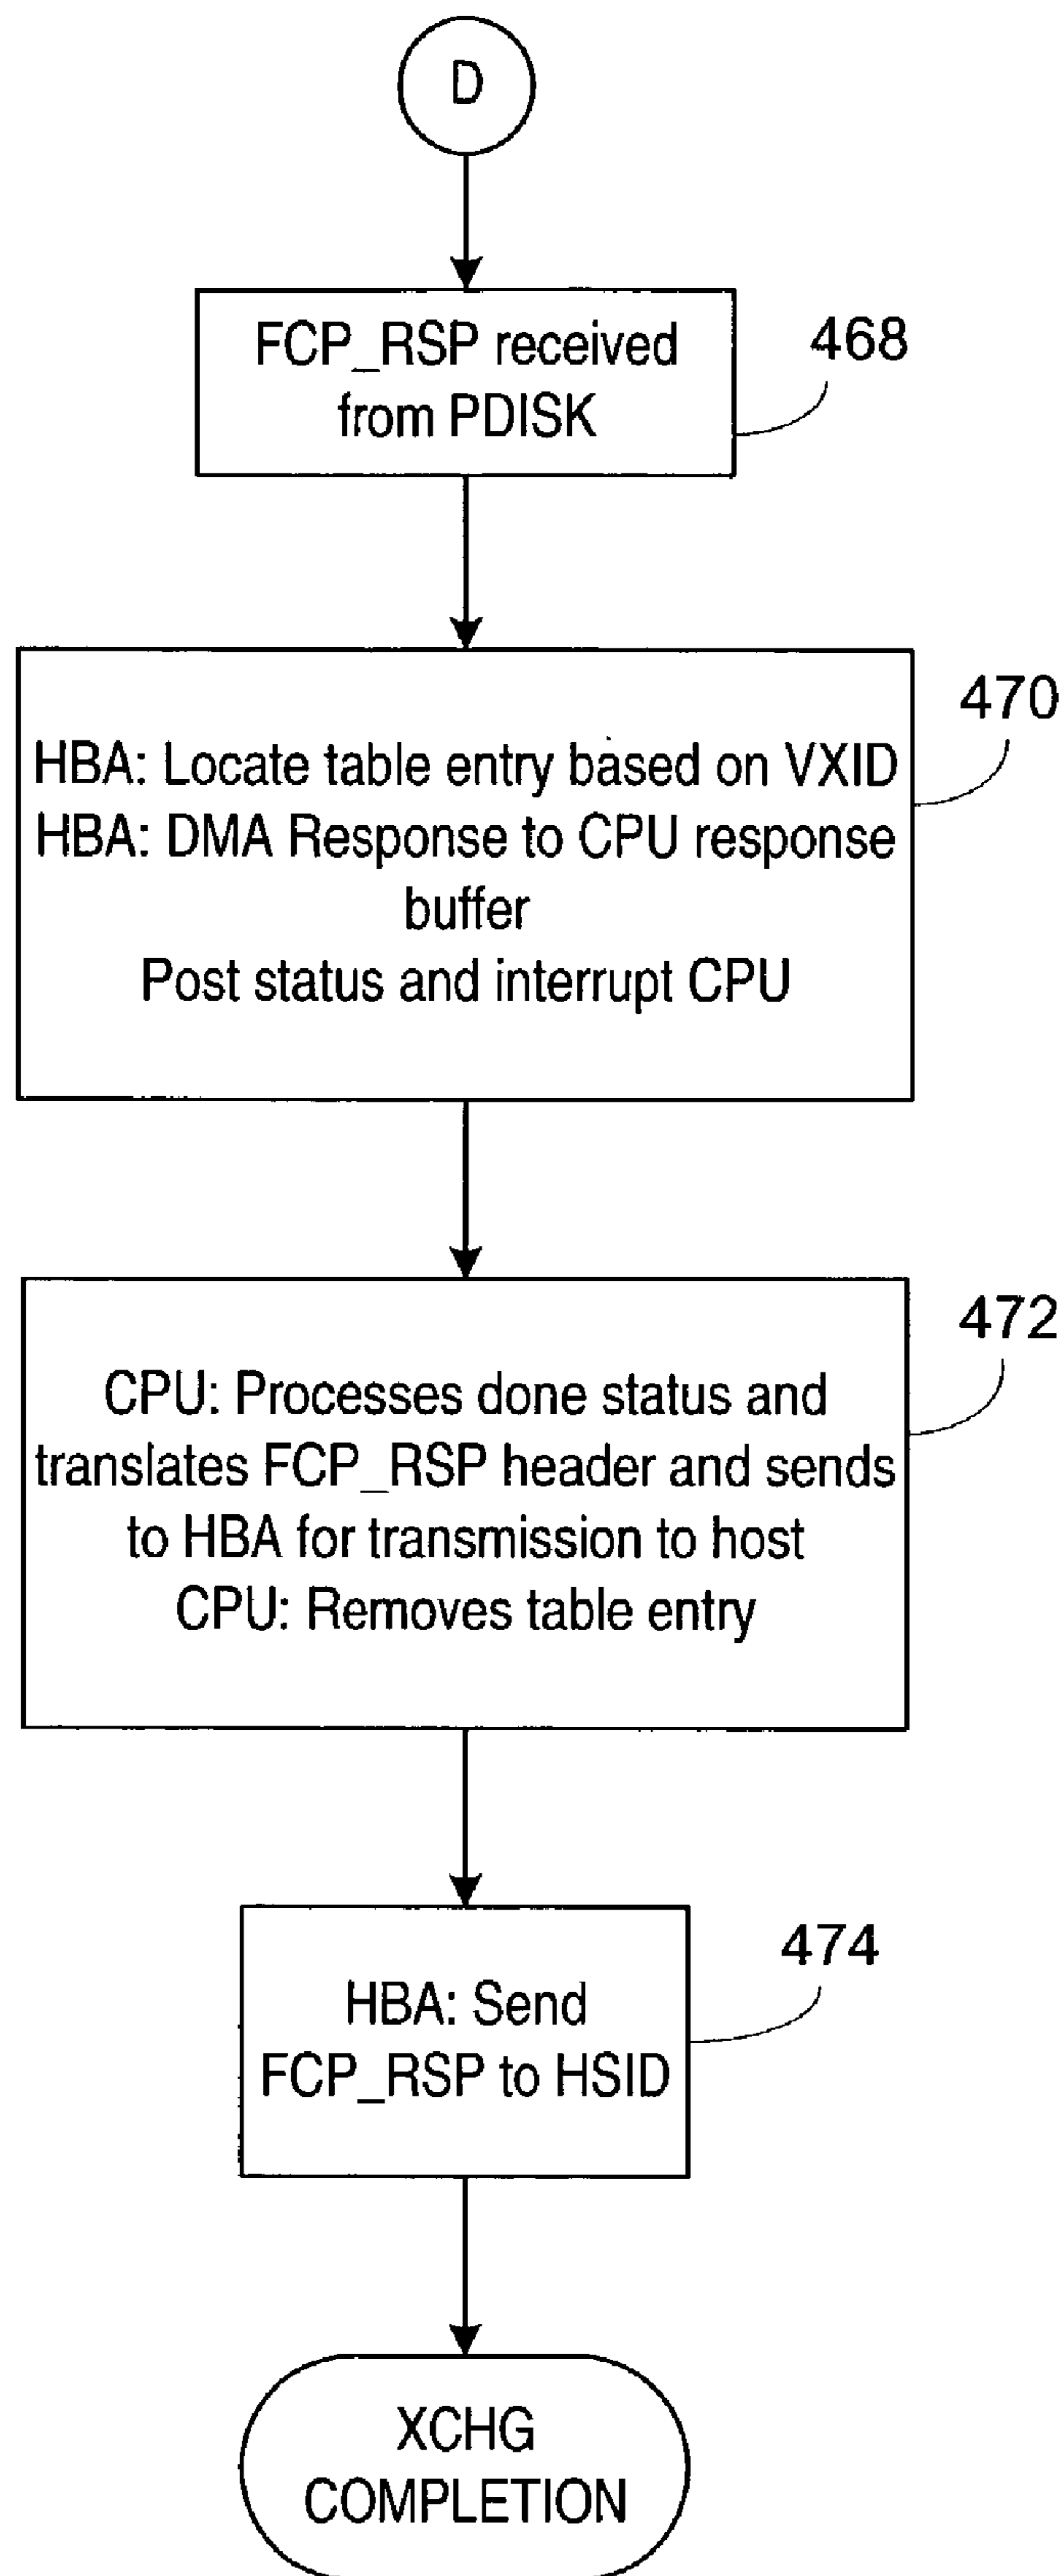 D
FCP_RSP received
from PDISK
468
HBA: Locate table entry based on VXID
HBA: DMA Response to CPU response
buffer
Post status and interrupt CPU
470
CPU: Processes done status and
translates FCP_RSP header and sends
to HBA for transmission to host
CPU: Removes table entry
472
HBA: Send
FCP_RSP to HSID
474
XCHG
COMPLETION